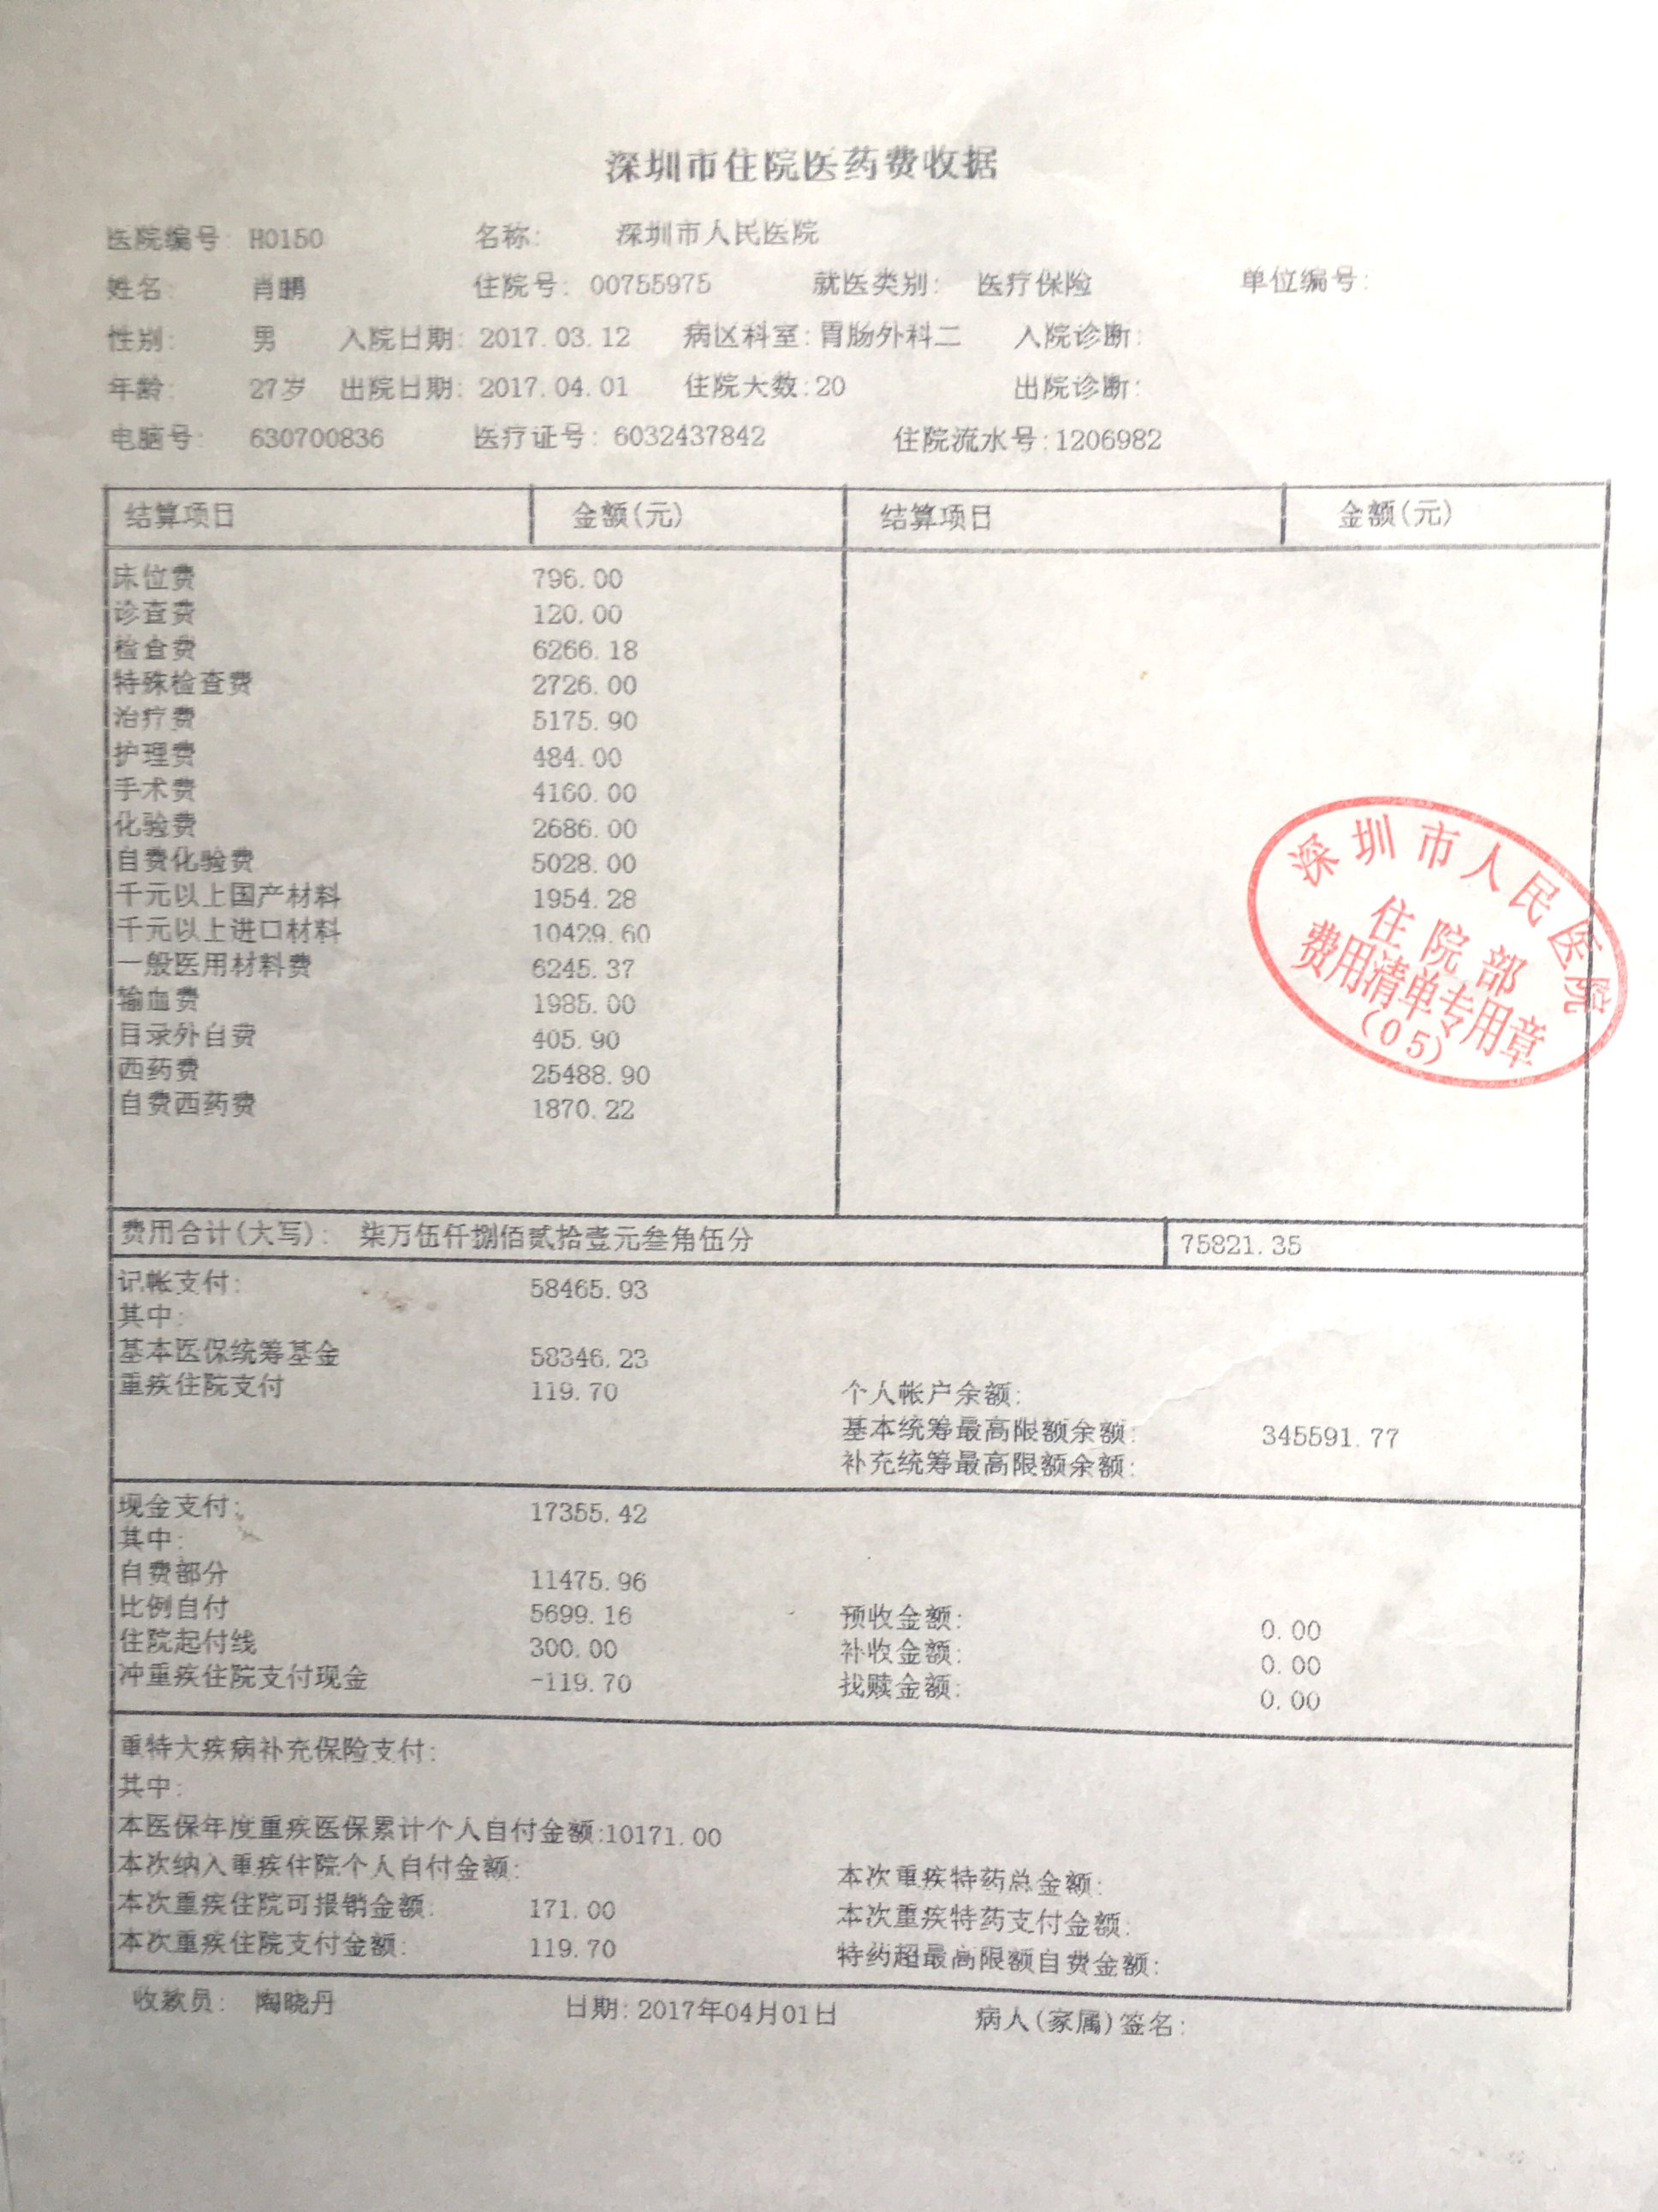 深圳市住院医药费收据
医院编号: H0150 名称: 深圳市人民医院
姓名: 肖鹏 住院号: 00755975 就医类别: 医疗保险 单位编号:
性别: 男 入院日期: 2017.03.12 病区科室:胃肠外科二 入院诊断:
年龄: 27岁 出院日期: 2017.04.01 住院天数:20 出院诊断:
电脑号: 630700836 医疗证号: 6032437842 住院流水号:1206982
结算项目 金额(元) 结算项目 金额(元)
床位费 796.00
诊查费 120.00
检查费 6266.18
特殊检查费 2726.00
治疗费 5175.90
护理费 484.00
手术费 4160.00
化验费 2686.00
自费化验费 5028.00
千元以上国产材料 1954.28
千元以上进口材料 10429.60
一般医用材料费 6245.37
输血费 1985.00
目录外自费 405.90
西药费 25488.90
自费西药费 1870.22
深圳市人民医院
住院部
费用清单专用章
(05)
费用合计(大写): 柒万伍仟捌佰贰拾壹元叁角伍分 75821.35
记帐支付: 58465.93
其中:
基本医保统筹基金 58346.23
重疾住院支付 119.70 个人帐户余额:
基本统筹最高限额余额: 345591.77
补充统筹最高限额余额:
现金支付: 17355.42
其中:
自费部分 11475.96
比例自付 5699.16 预收金额: 0.00
住院起付线 300.00 补收金额: 0.00
冲重疾住院支付现金 -119.70 找赎金额: 0.00
重特大疾病补充保险支付:
其中:
本医保年度重疾医保累计个人自付金额:10171.00
本次纳入重疾住院个人自付金额: 本次重疾特药总金额:
本次重疾住院可报销金额: 171.00 本次重疾特药支付金额:
本次重疾住院支付金额: 119.70 特药超最高限额自费金额:
收款员: 陶晓丹 日期:2017年04月01日 病人(家属)签名: